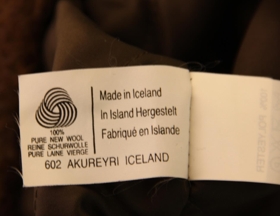 Made in Iceland
In Island Hergestelt
Fabriqué en Islande
100%
PURE NEW WOOL
REINE SCHURWOLLE
PURE LAINE VIERGE
602 AKUREYRI ICELAND